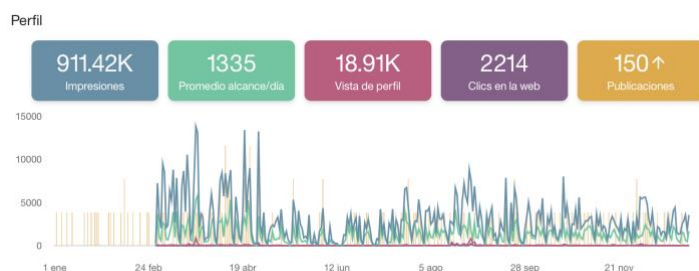 Perfil
911.42K 1335 18.91K 2214 150↑
Impresiones Promedio alcance/día Vista de perfil Clics en la web Publicaciones
15000
10000
5000
0
1 ene 24 feb 19 abr 12 jun 5 ago 28 sep 21 nov